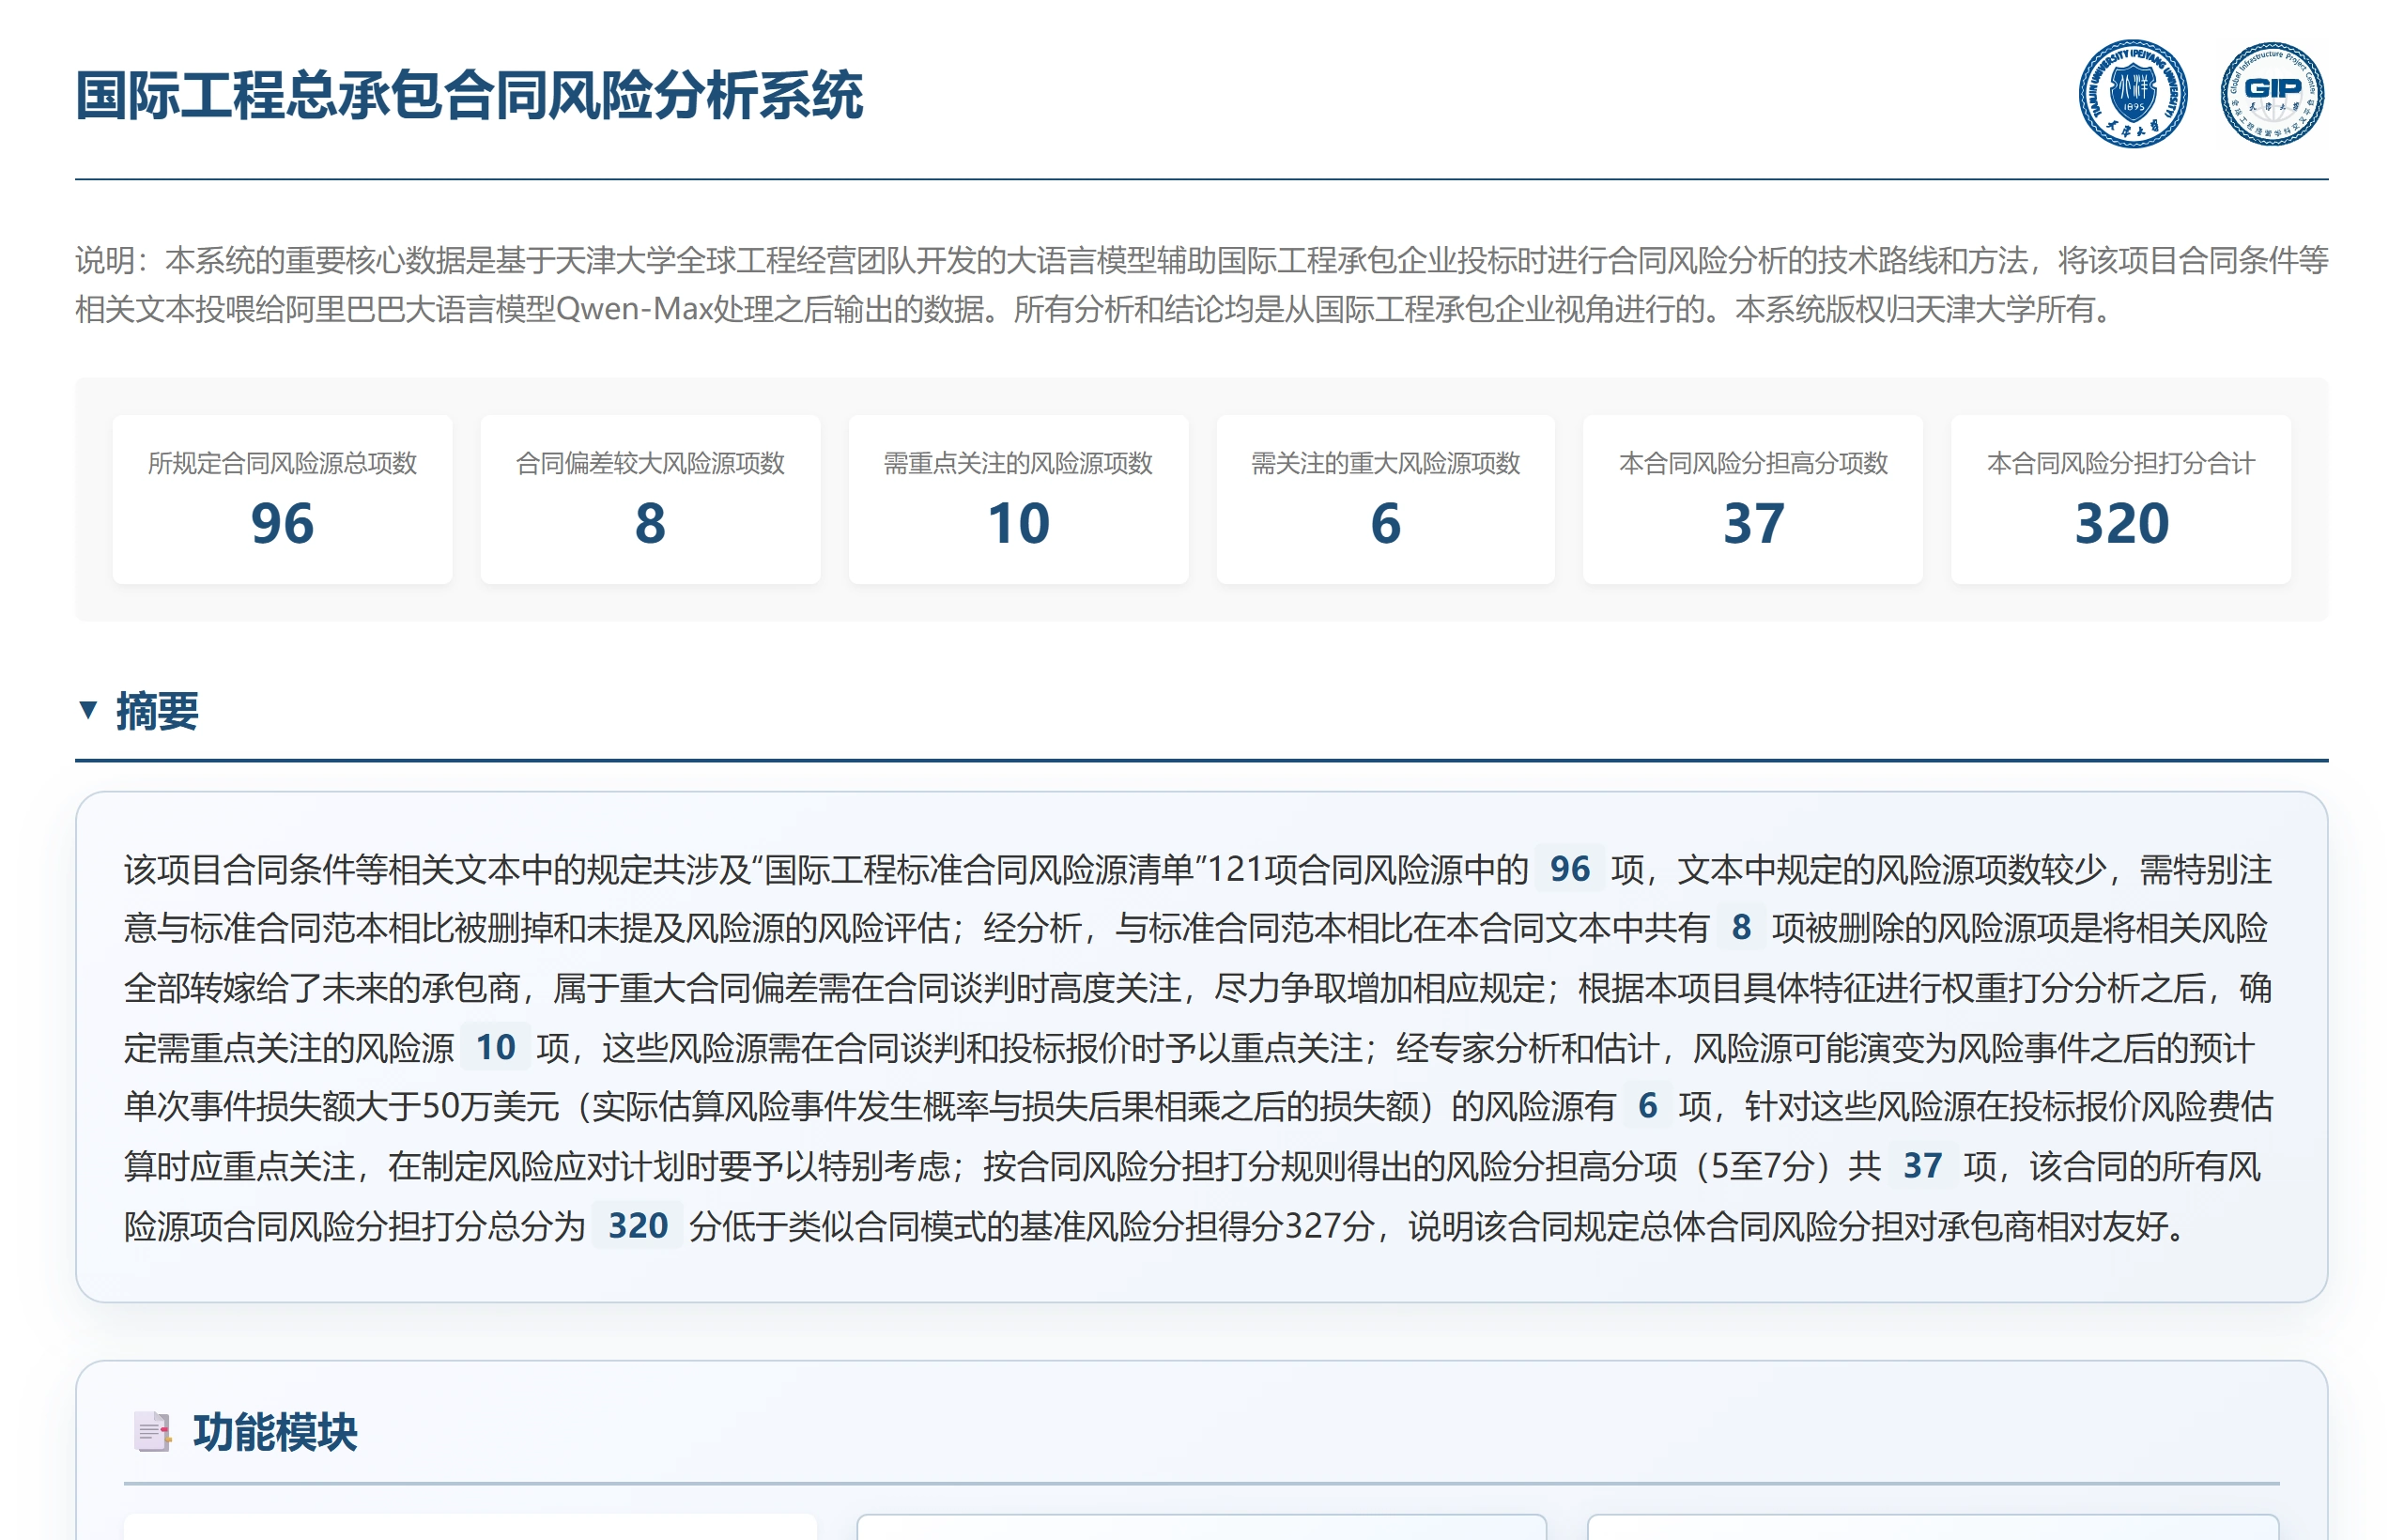 国际工程总承包合同风险分析系统
TIANJIN UNIVERSITY (PEIYANG UNIVERSITY)
北洋
1895
天津大学
Global Infrastructure Project Center
GIP
天津大学
说明：本系统的重要核心数据是基于天津大学全球工程经营团队开发的大语言模型辅助国际工程承包企业投标时进行合同风险分析的技术路线和方法，将该项目合同条件等
相关文本投喂给阿里巴巴大语言模型Qwen-Max处理之后输出的数据。所有分析和结论均是从国际工程承包企业视角进行的。本系统版权归天津大学所有。
所规定合同风险源总项数
96
合同偏差较大风险源项数
8
需重点关注的风险源项数
10
需关注的重大风险源项数
6
本合同风险分担高分项数
37
本合同风险分担打分合计
320
▼ 摘要
该项目合同条件等相关文本中的规定共涉及“国际工程标准合同风险源清单”121项合同风险源中的 96 项，文本中规定的风险源项数较少，需特别注
意与标准合同范本相比被删掉和未提及风险源的风险评估；经分析，与标准合同范本相比在本合同文本中共有 8 项被删除的风险源项是将相关风险
全部转嫁给了未来的承包商，属于重大合同偏差需在合同谈判时高度关注，尽力争取增加相应规定；根据本项目具体特征进行权重打分分析之后，确
定需重点关注的风险源 10 项，这些风险源需在合同谈判和投标报价时予以重点关注；经专家分析和估计，风险源可能演变为风险事件之后的预计
单次事件损失额大于50万美元（实际估算风险事件发生概率与损失后果相乘之后的损失额）的风险源有 6 项，针对这些风险源在投标报价风险费估
算时应重点关注，在制定风险应对计划时要予以特别考虑；按合同风险分担打分规则得出的风险分担高分项（5至7分）共 37 项，该合同的所有风
险源项合同风险分担打分总分为 320 分低于类似合同模式的基准风险分担得分327分，说明该合同规定总体合同风险分担对承包商相对友好。
功能模块